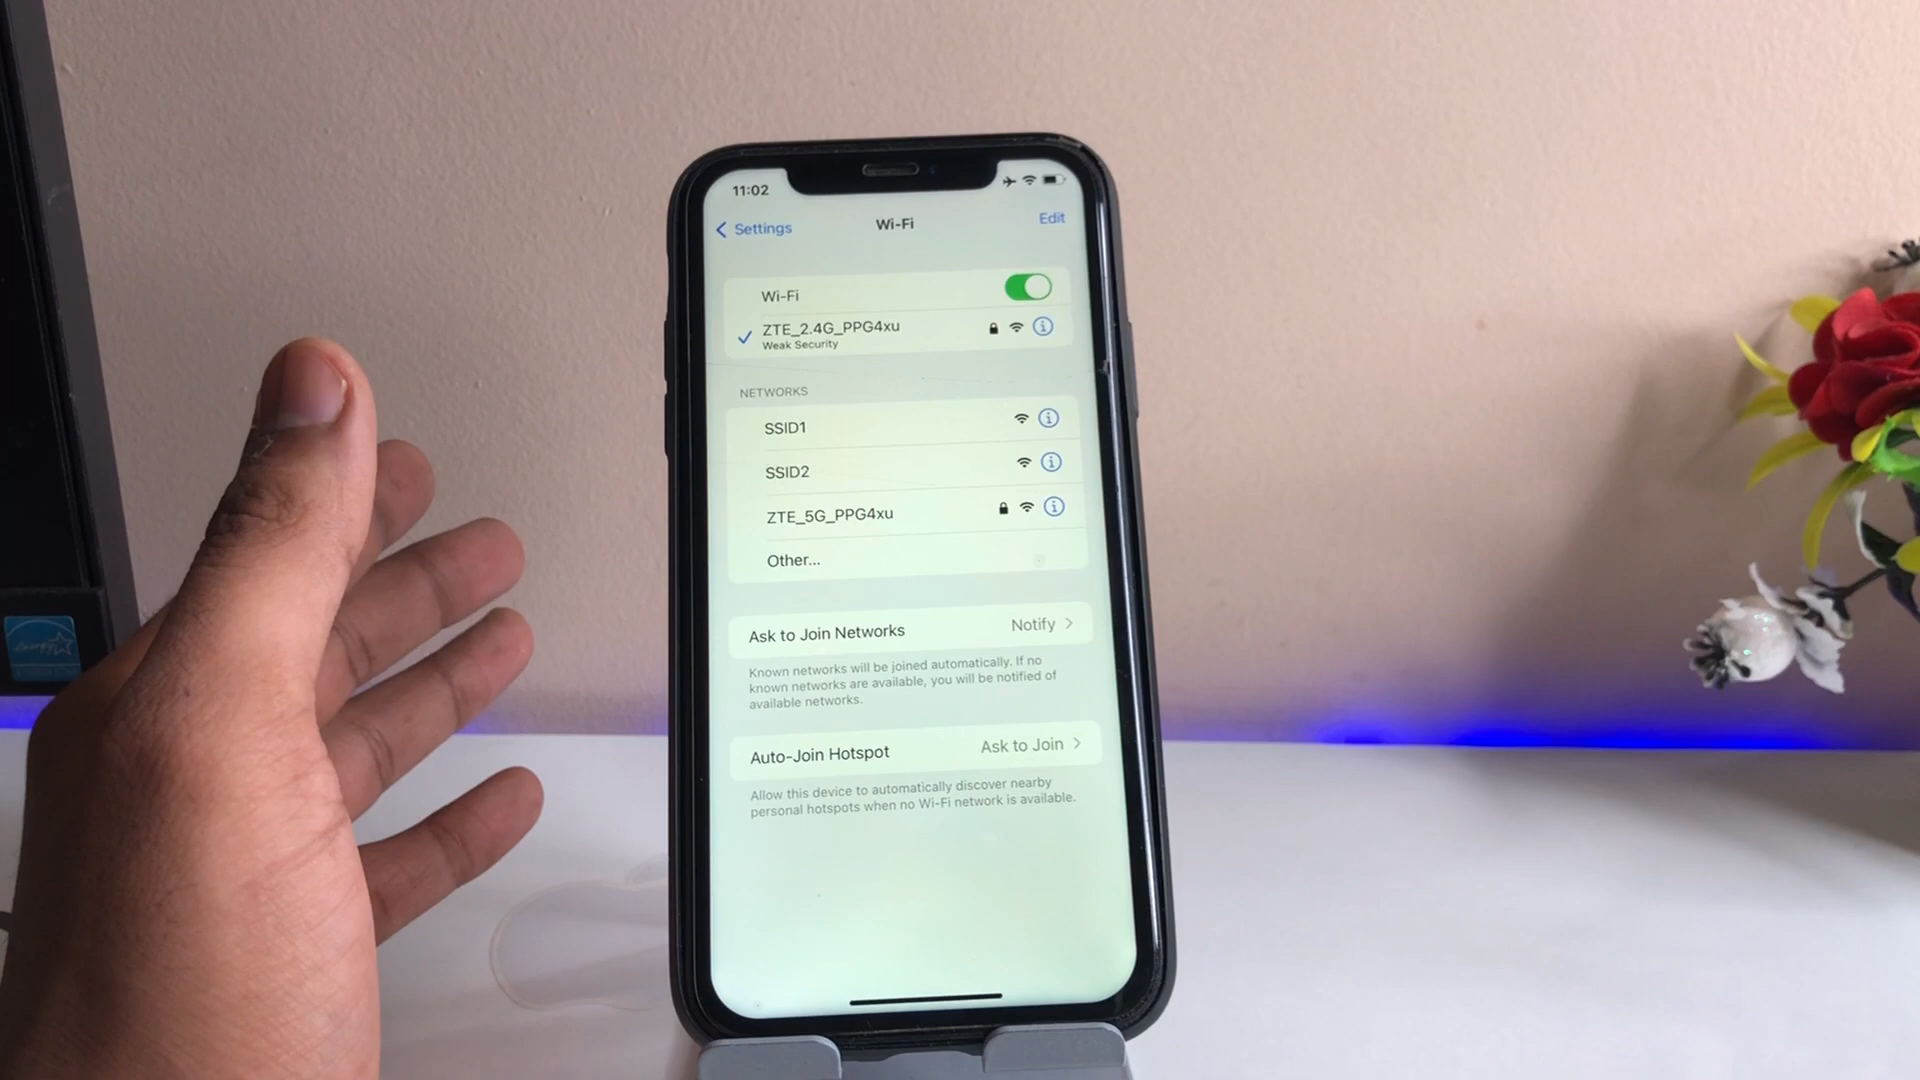 11:02
Settings
Wi-Fi
Edit
Wi-Fi
ZTE_2.4G_PPG4xu
Weak Security
NETWORKS
SSID1
SSID2
ZTE_5G_PPG4xu
Other...
Ask to Join Networks
Notify
Known networks will be joined automatically. If no
known networks are available, you will be notified of
available networks.
Auto-Join Hotspot
Ask to Join
Allow this device to automatically discover nearby
personal hotspots when no Wi-Fi network is available.
energy